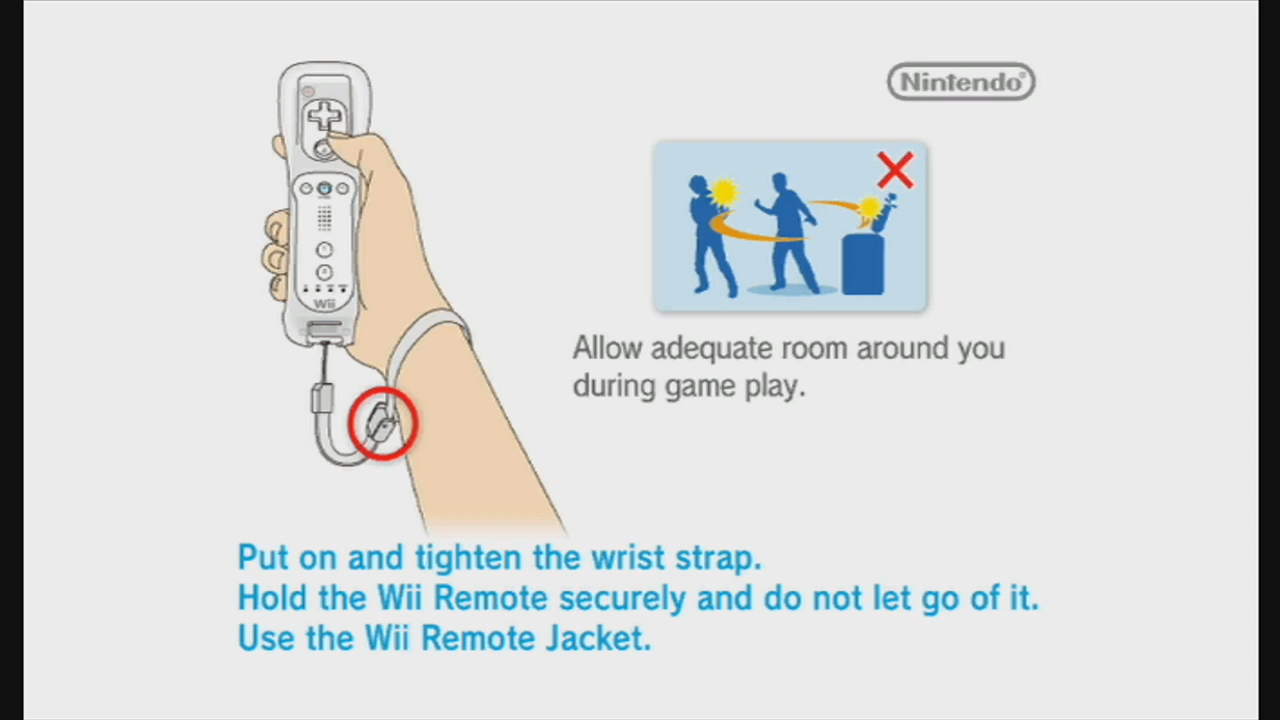 Nintendo®
Wii
Allow adequate room around you
during game play.
Put on and tighten the wrist strap.
Hold the Wii Remote securely and do not let go of it.
Use the Wii Remote Jacket.